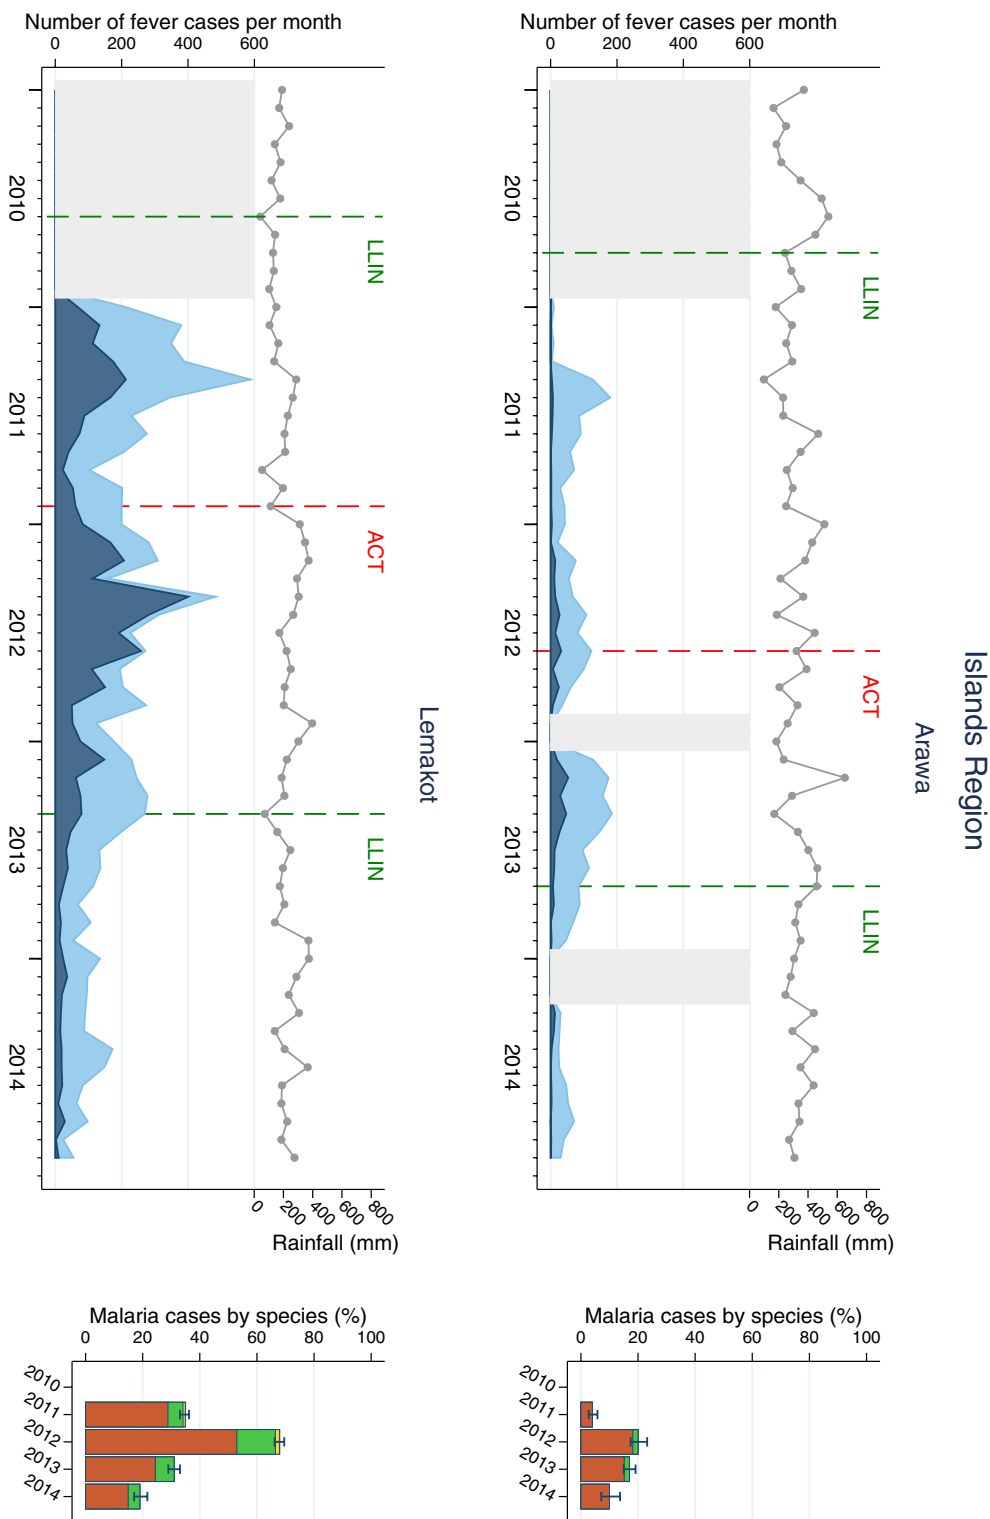 Islands Region
Arawa
Number of fever cases per month
0 200 400 600
LLIN
ACT
LLIN
2010 2011 2012 2013 2014
0 200 400 600 800
Rainfall (mm)
Malaria cases by species (%)
0 20 40 60 80 100
2010
2011
2012
2013
2014
Lemakot
Number of fever cases per month
0 200 400 600
LLIN
ACT
LLIN
2010 2011 2012 2013 2014
0 200 400 600 800
Rainfall (mm)
Malaria cases by species (%)
0 20 40 60 80 100
2010
2011
2012
2013
2014